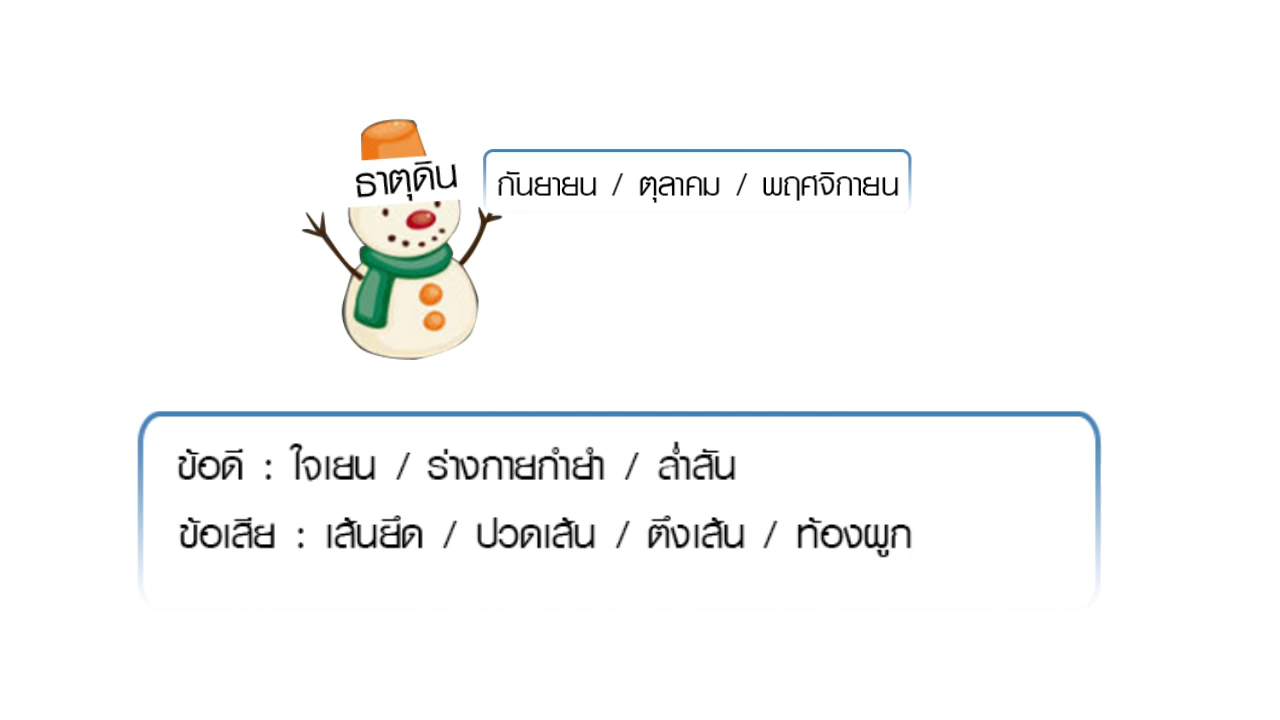 ธาตุดิน
กันยายน / ตุลาคม / พฤศจิกายน
ข้อดี : ใจเยน / ร่างกายกำยำ / ล่ำสัน
ข้อเสีย : เส้นยึด / ปวดเส้น / ตึงเส้น / ท้องผูก